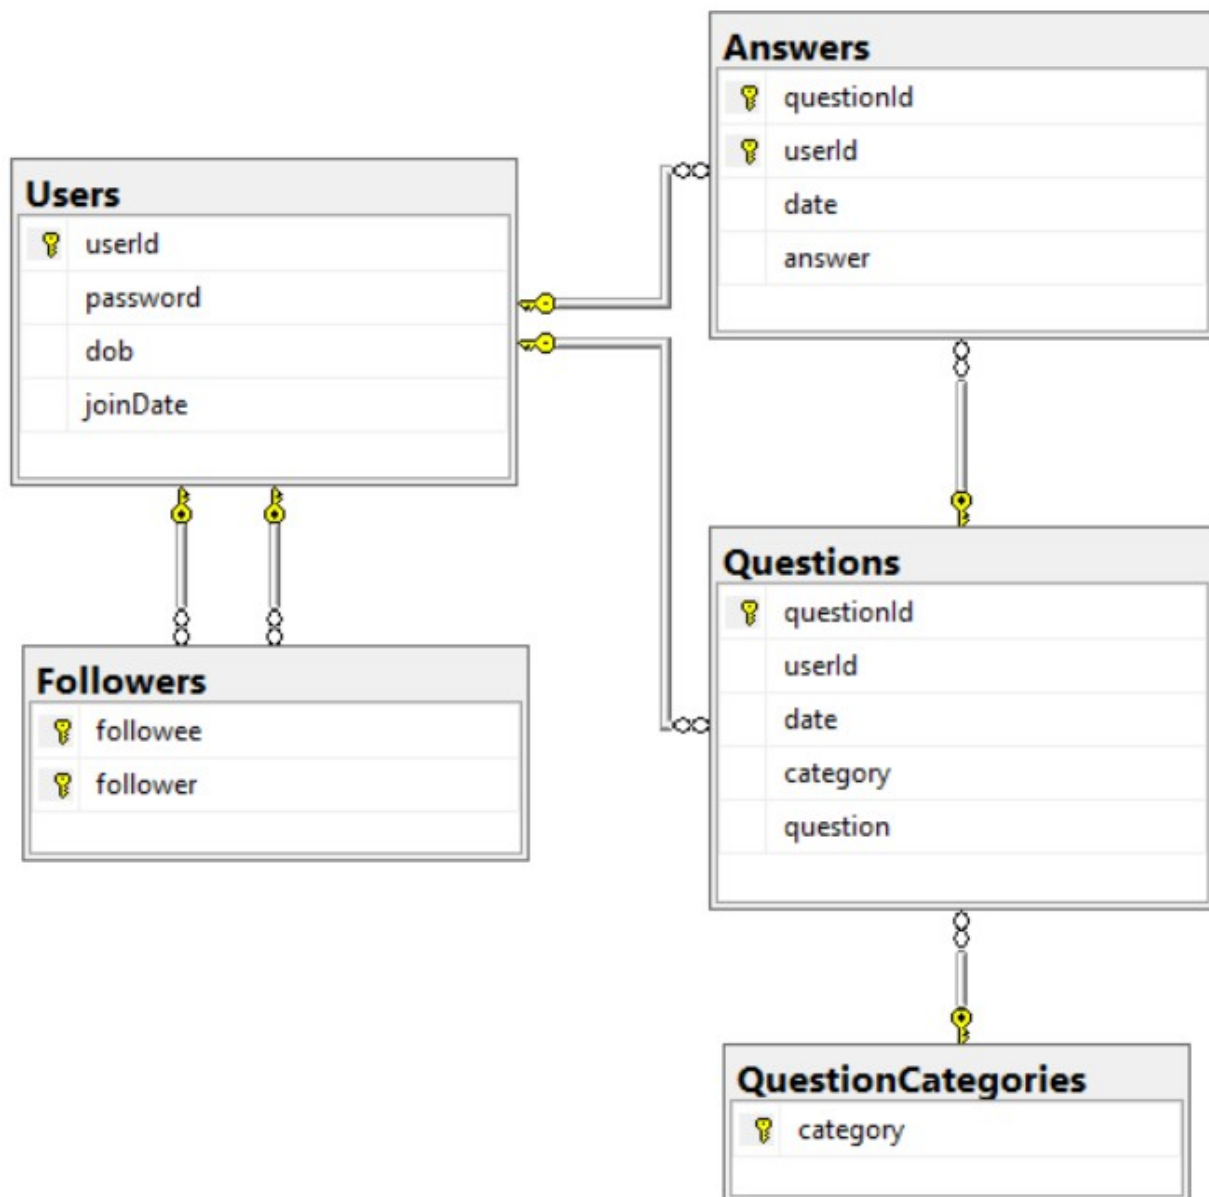 Users
userId
password
dob
joinDate
Followers
followee
follower
Answers
questionId
userId
date
answer
Questions
questionId
userId
date
category
question
QuestionCategories
category